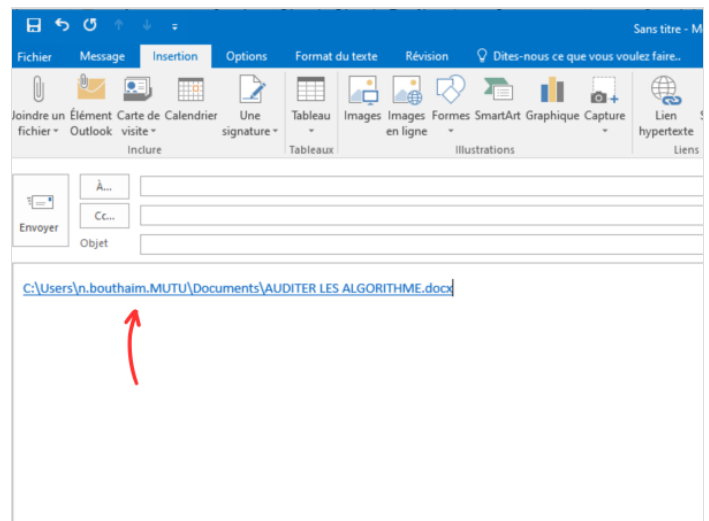 Sans titre - M
Fichier Message Insertion Options Format du texte Révision Dites-nous ce que vous voulez faire..
Joindre un Élément Carte de Calendrier Une Tableau Images Images Formes SmartArt Graphique Capture Lien S
fichier Outlook visite signature en ligne hypertexte
Inclure Tableaux Illustrations Liens
À...
Envoyer
Cc...
Objet
C:\Users\n.bouthaim.MUTU\Documents\AUDITER LES ALGORITHME.docx